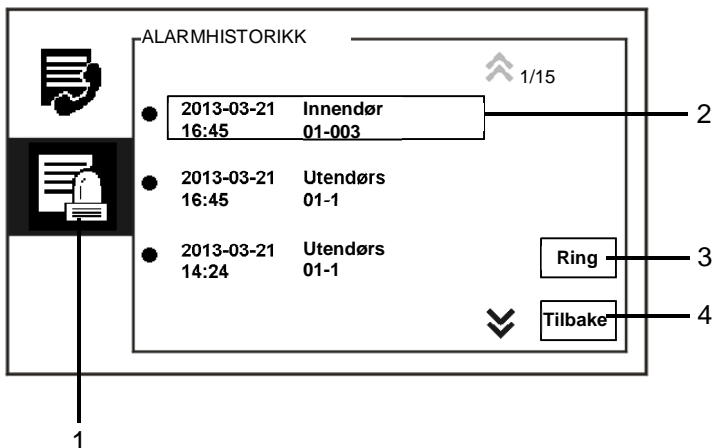 ALARMHISTORIKK
1/15
2013-03-21 Innendør
16:45 01-003
2
2013-03-21 Utendørs
16:45 01-1
2013-03-21 Utendørs
14:24 01-1
Ring
3
Tilbake
4
1